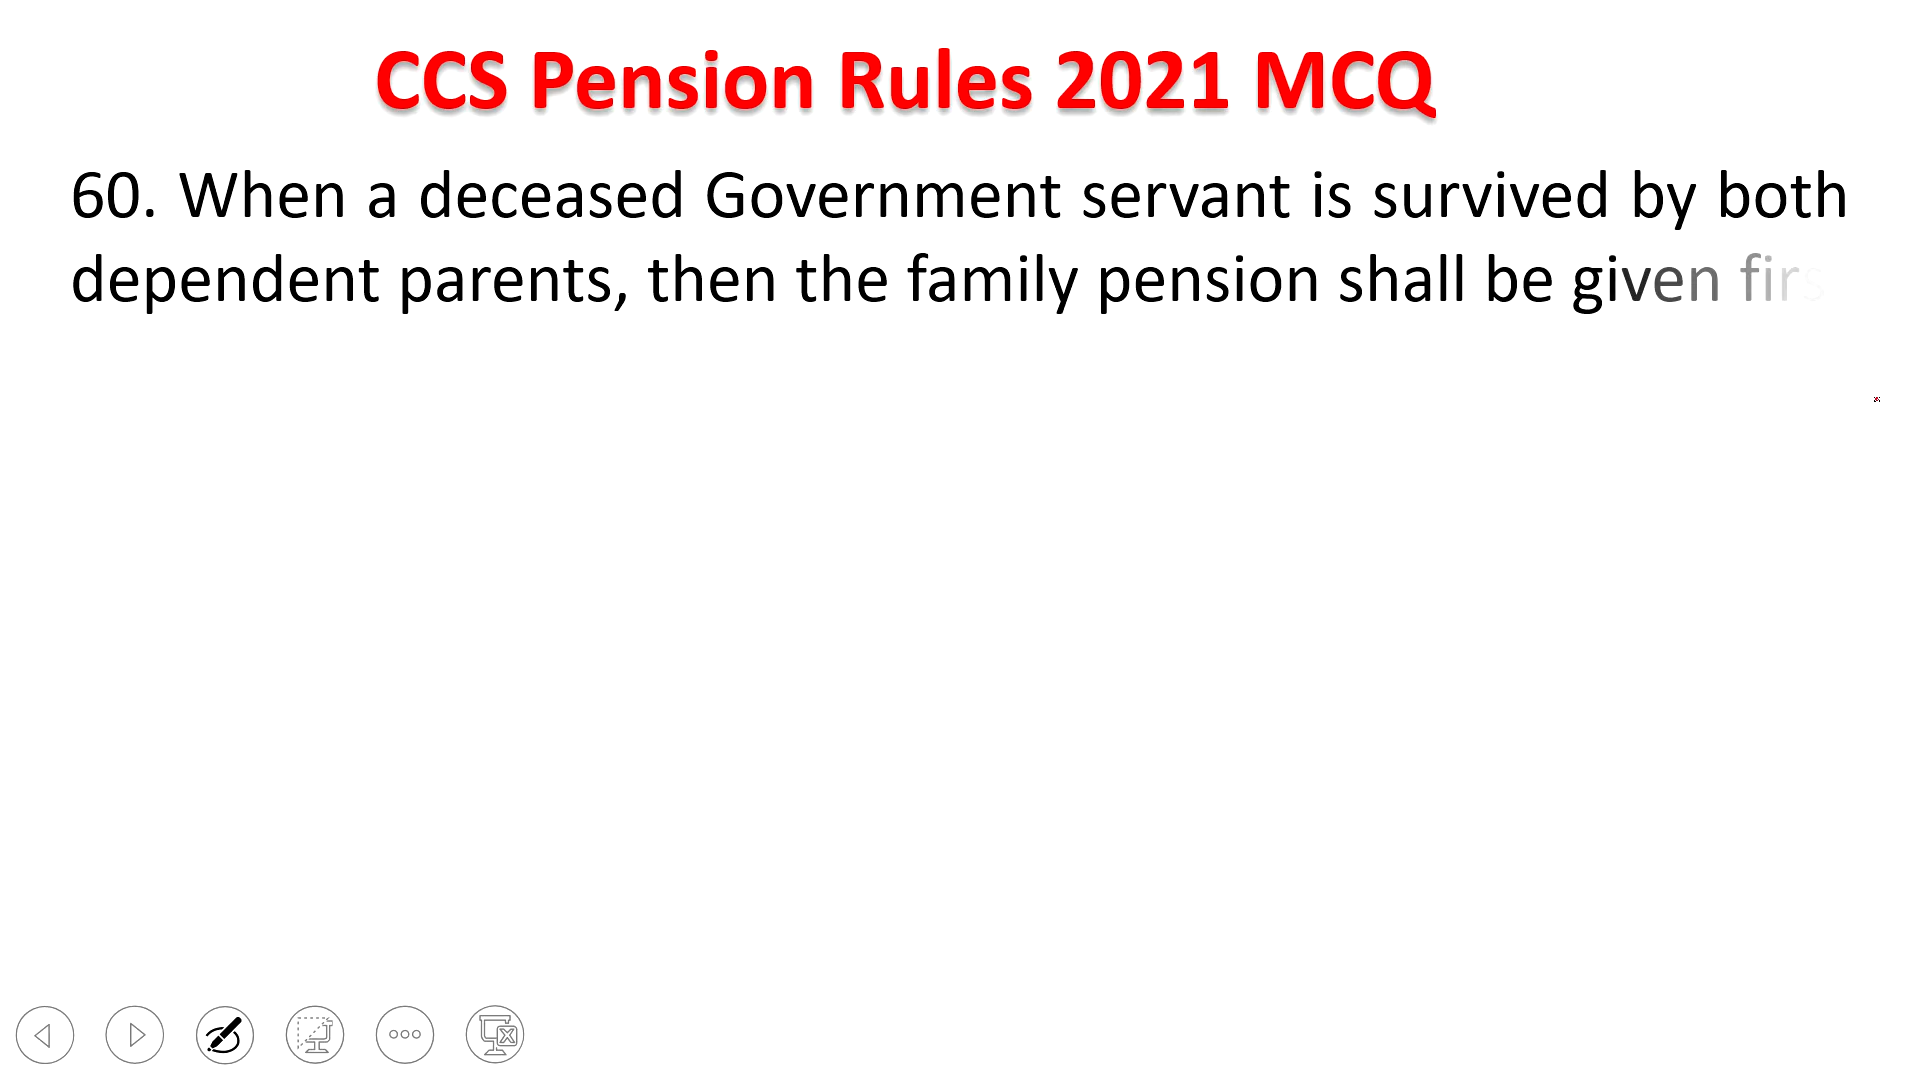 CCS Pension Rules 2021 MCQ
60. When a deceased Government servant is survived by both
dependent parents, then the family pension shall be given firs